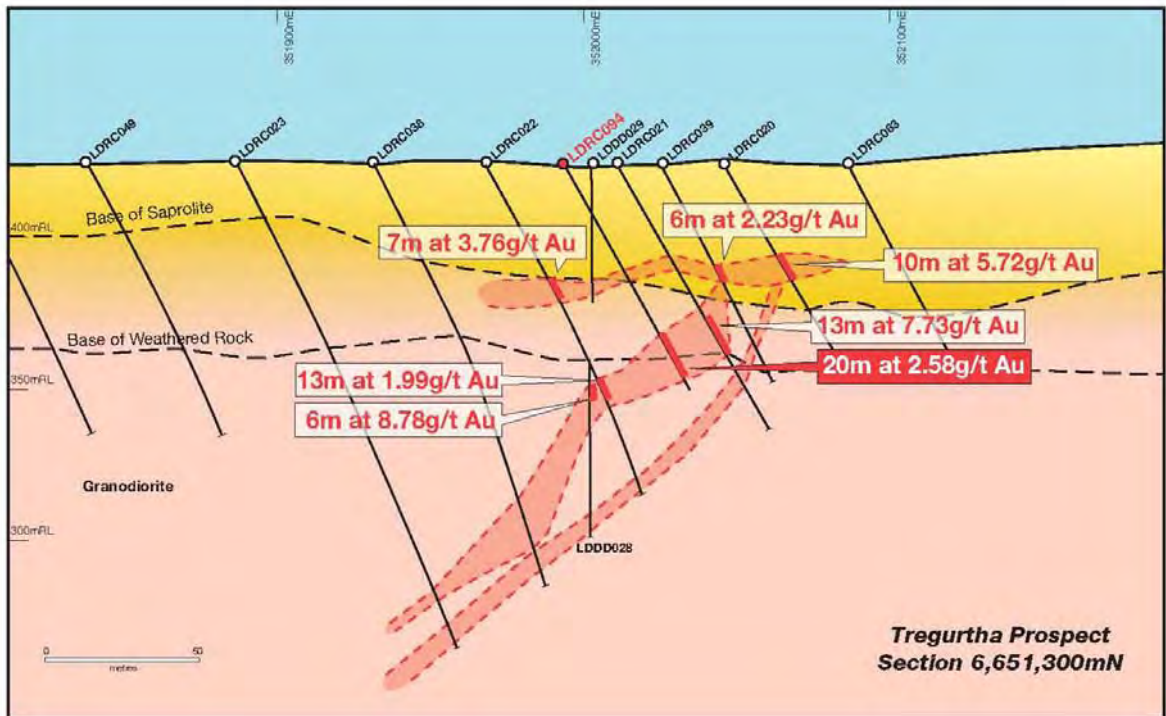 351900mE
352000mE
352100mE
LDRC049
LDRC023
LDRC038
LDRC022
LDRC094
LDDD029
LDRC021
LDRC039
LDRC020
LDRC063
Base of Saprolite
400mRL
7m at 3.76g/t Au
6m at 2.23g/t Au
10m at 5.72g/t Au
Base of Weathered Rock
13m at 7.73g/t Au
20m at 2.58g/t Au
350mRL
13m at 1.99g/t Au
6m at 8.78g/t Au
Granodiorite
300mRL
LDDD028
0 50
metres
Tregurtha Prospect
Section 6,651,300mN